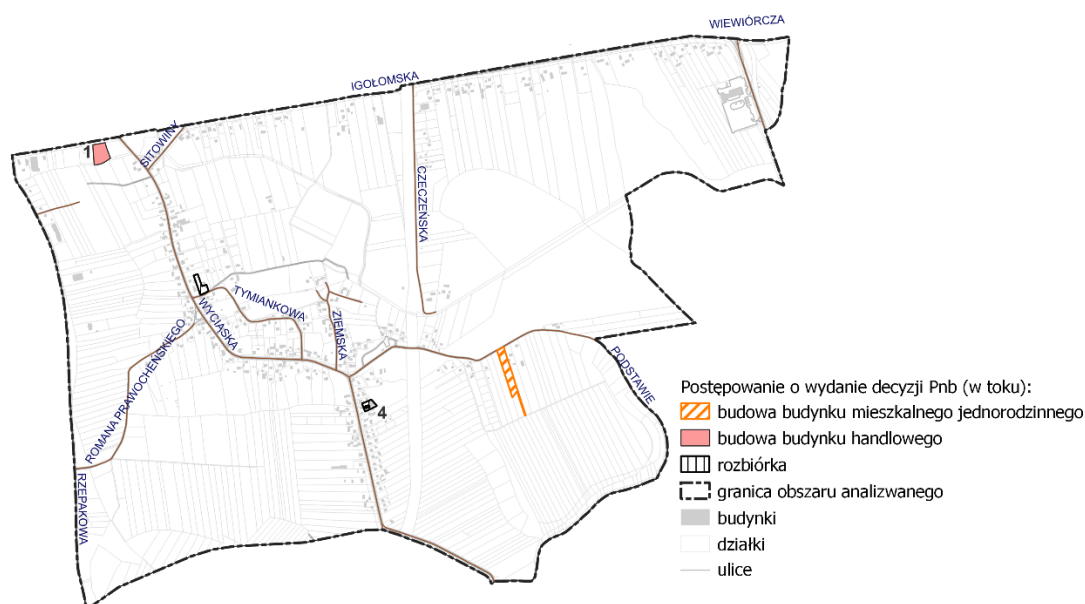 WIEWIÓRCZA
IGOŁOMSKA
SITOWINY
1
CZECZEŃSKA
TYMIANKOWA
WYCIĄSKA
ZIEMSKA
ROMANA PRAWOCHEŃSKIEGO
PODSTAWIE
4
RZEPAKOWA
Postępowanie o wydanie decyzji Pnb (w toku):
budowa budynku mieszkalnego jednorodzinnego
budowa budynku handlowego
rozbiórka
granica obszaru analizwanego
budynki
działki
ulice